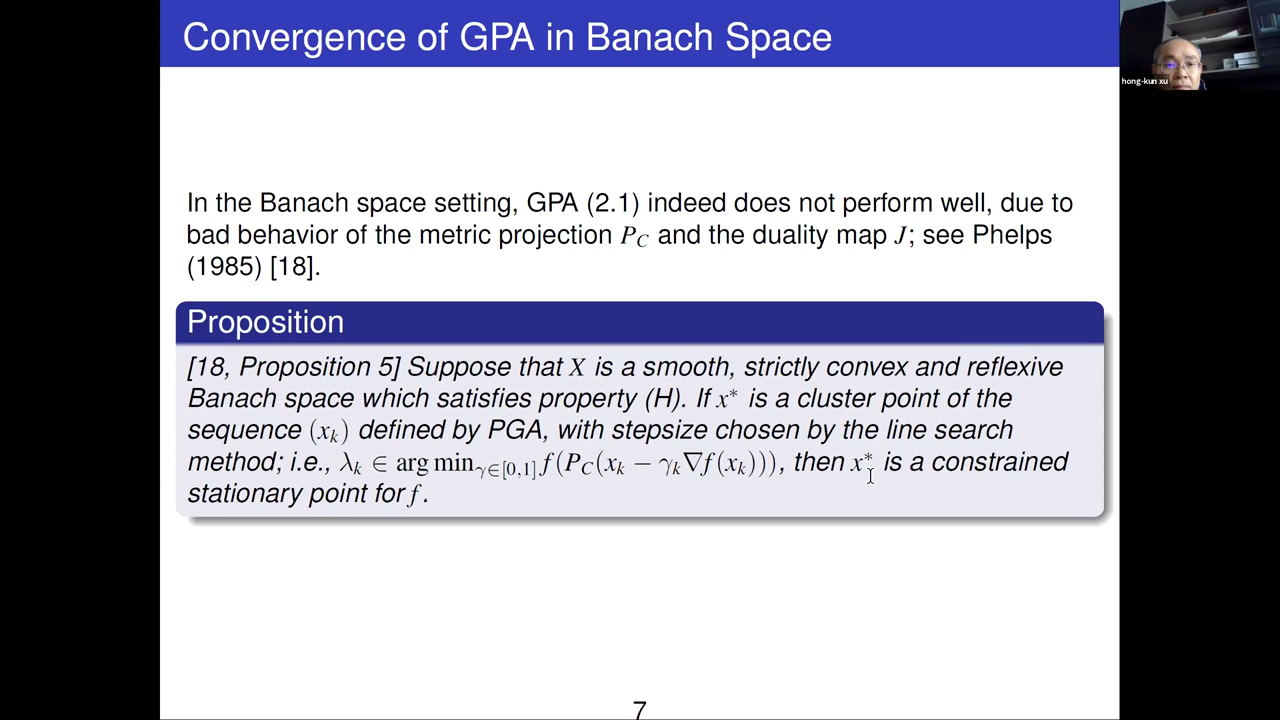 Convergence of GPA in Banach Space
hong-kun xu
In the Banach space setting, GPA (2.1) indeed does not perform well, due to
bad behavior of the metric projection P_C and the duality map J; see Phelps
(1985) [18].
Proposition
[18, Proposition 5] Suppose that X is a smooth, strictly convex and reflexive
Banach space which satisfies property (H). If x* is a cluster point of the
sequence (x_k) defined by PGA, with stepsize chosen by the line search
method; i.e., λ_k ∈ arg min_{γ∈[0,1]} f(P_C(x_k − γ_k∇f(x_k))), then x* is a constrained
stationary point for f.
7